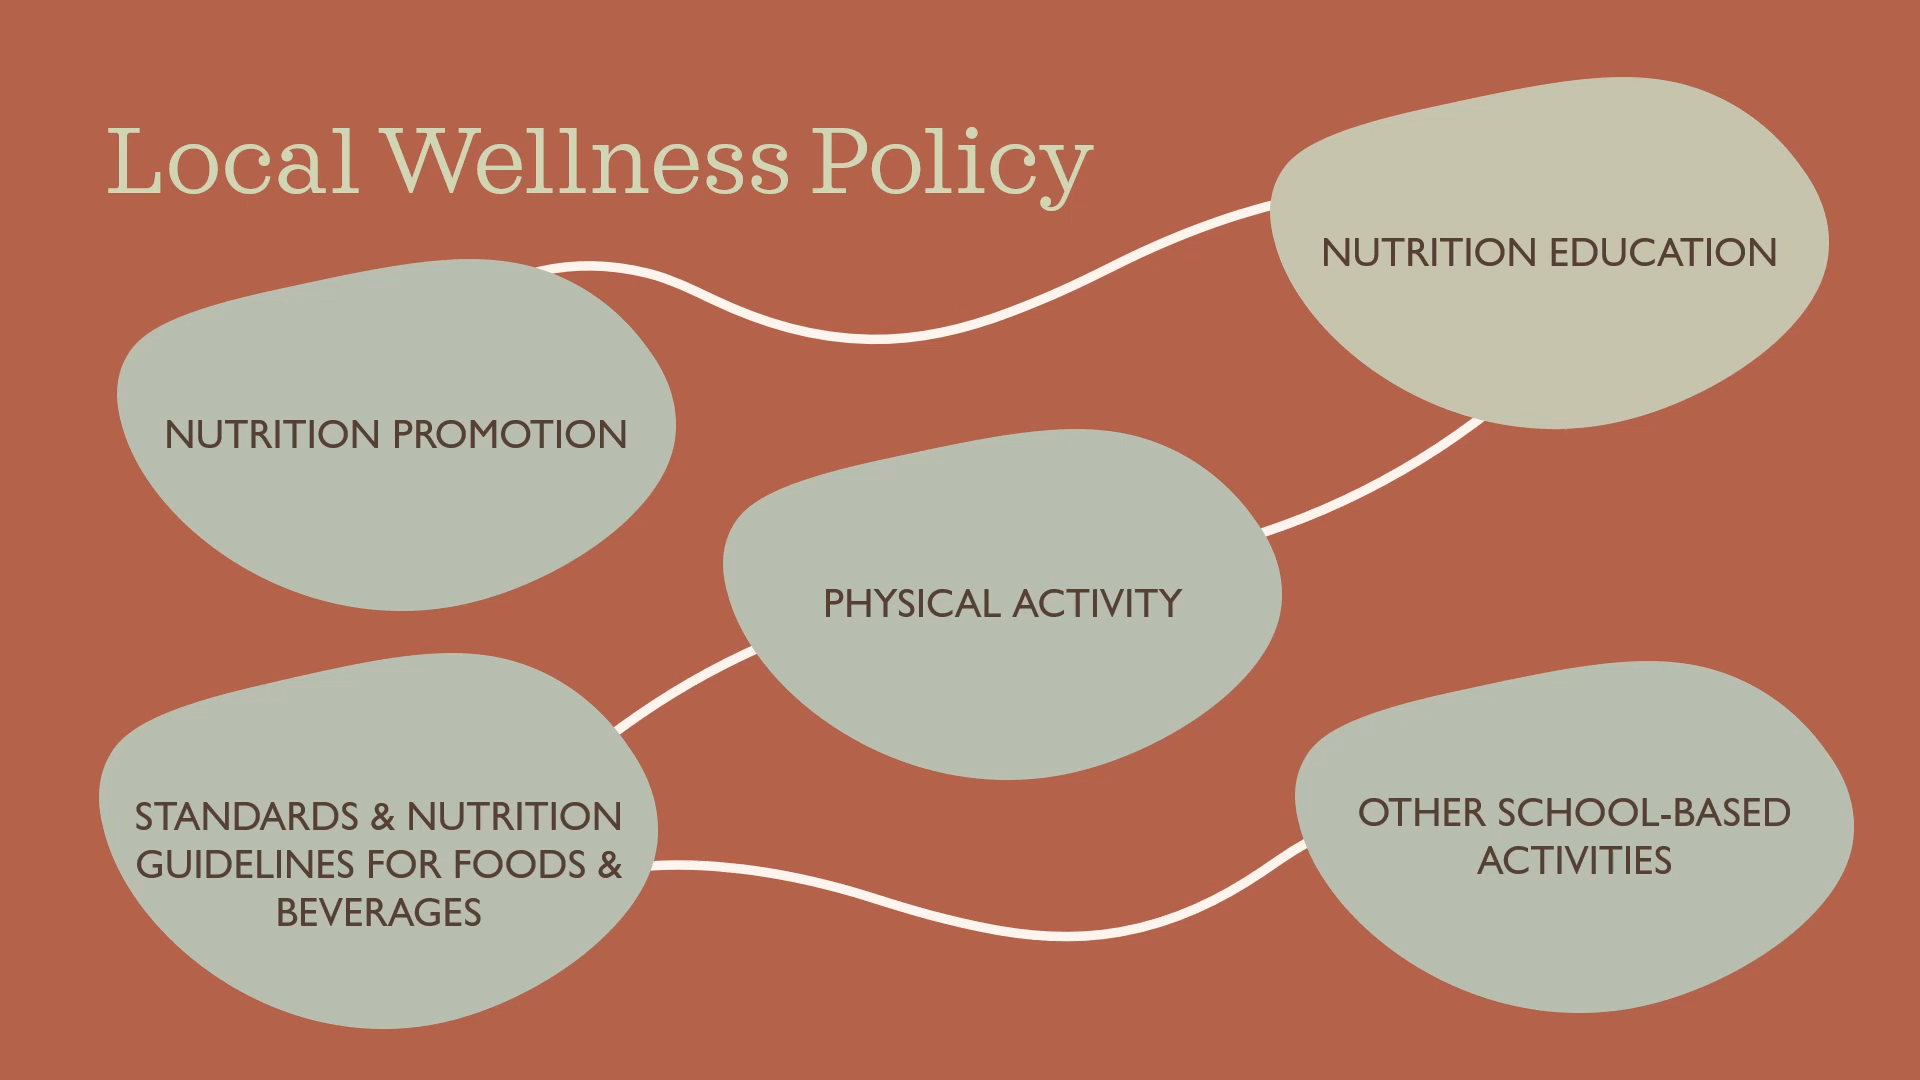 Local Wellness Policy
NUTRITION EDUCATION
NUTRITION PROMOTION
PHYSICAL ACTIVITY
STANDARDS & NUTRITION
GUIDELINES FOR FOODS &
BEVERAGES
OTHER SCHOOL-BASED
ACTIVITIES